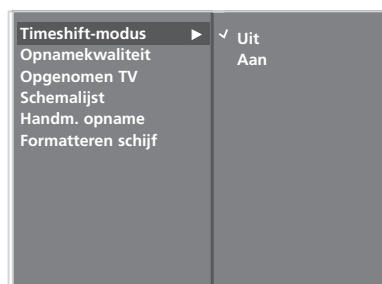 Timeshift-modus
Opnamekwaliteit
Opgenomen TV
Schemalijst
Handm. opname
Formatteren schijf
Uit
Aan